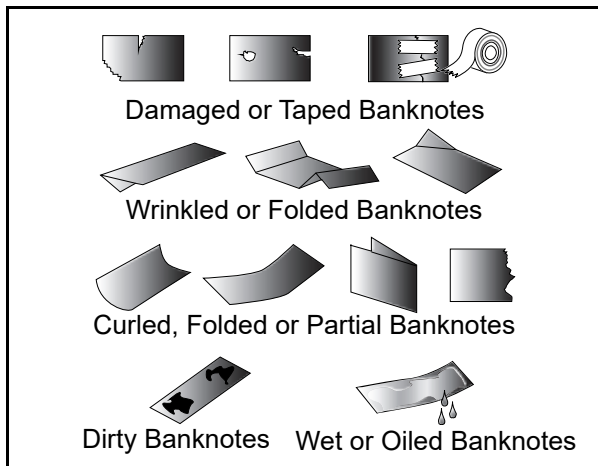 Damaged or Taped Banknotes
Wrinkled or Folded Banknotes
Curled, Folded or Partial Banknotes
Dirty Banknotes
Wet or Oiled Banknotes